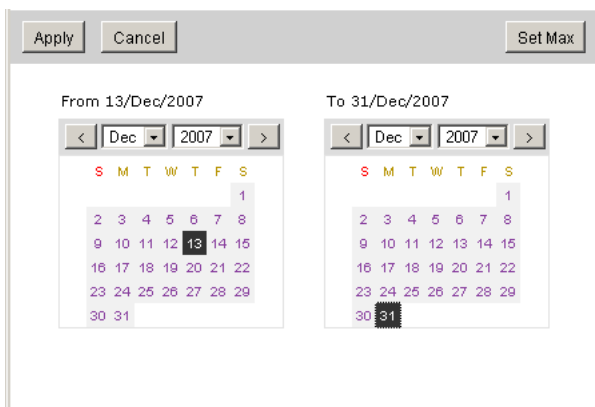 Apply Cancel Set Max
From 13/Dec/2007 To 31/Dec/2007
< Dec 2007 > < Dec 2007 >
S M T W T F S S M T W T F S
1 1
2 3 4 5 6 7 8 2 3 4 5 6 7 8
9 10 11 12 13 14 15 9 10 11 12 13 14 15
16 17 18 19 20 21 22 16 17 18 19 20 21 22
23 24 25 26 27 28 29 23 24 25 26 27 28 29
30 31 30 31